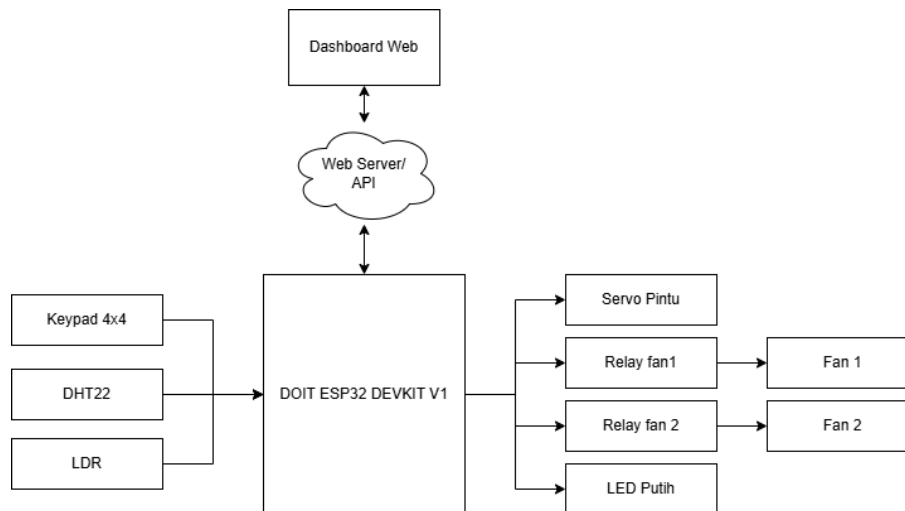 Dashboard Web
Web Server/
API
Keypad 4x4
DHT22
LDR
DOIT ESP32 DEVKIT V1
Servo Pintu
Relay fan1
Fan 1
Relay fan 2
Fan 2
LED Putih